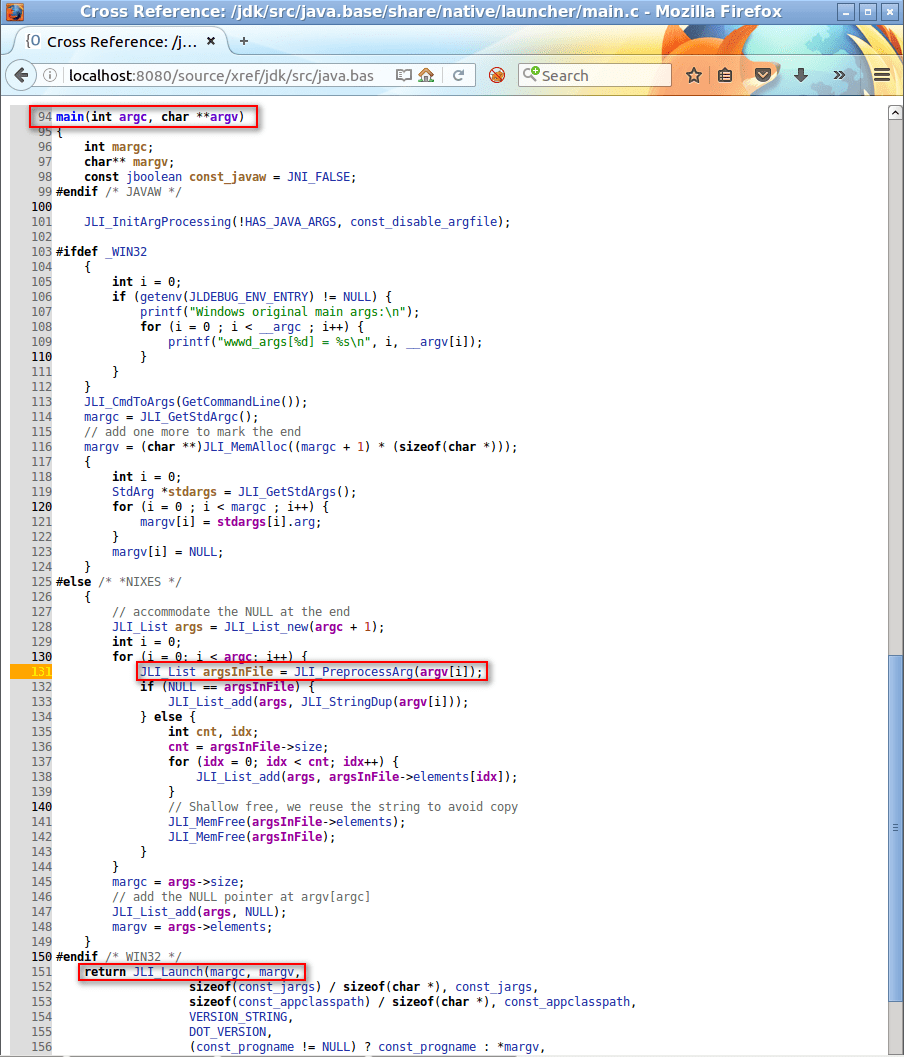 Cross Reference: /jdk/src/java.base/share/native/launcher/main.c - Mozilla Firefox
{O Cross Reference: /j... × +
localhost:8080/source/xref/jdk/src/java.bas Search
94 main(int argc, char **argv)
95 {
96     int margc;
97     char** margv;
98     const jboolean const_javaw = JNI_FALSE;
99 #endif /* JAVAW */
100
101     JLI_InitArgProcessing(!HAS_JAVA_ARGS, const_disable_argfile);
102
103 #ifdef _WIN32
104     {
105         int i = 0;
106         if (getenv(JLDEBUG_ENV_ENTRY) != NULL) {
107             printf("Windows original main args:\n");
108             for (i = 0 ; i < __argc ; i++) {
109                 printf("wwwd_args[%d] = %s\n", i, __argv[i]);
110             }
111         }
112     }
113     JLI_CmdToArgs(GetCommandLine());
114     margc = JLI_GetStdArgc();
115     // add one more to mark the end
116     margv = (char **)JLI_MemAlloc((margc + 1) * (sizeof(char *)));
117     {
118         int i = 0;
119         StdArg *stdargs = JLI_GetStdArgs();
120         for (i = 0 ; i < margc ; i++) {
121             margv[i] = stdargs[i].arg;
122         }
123         margv[i] = NULL;
124     }
125 #else /* *NIXES */
126     {
127         // accommodate the NULL at the end
128         JLI_List args = JLI_List_new(argc + 1);
129         int i = 0;
130         for (i = 0; i < argc; i++) {
131             JLI_List argsInFile = JLI_PreprocessArg(argv[i]);
132             if (NULL == argsInFile) {
133                 JLI_List_add(args, JLI_StringDup(argv[i]));
134             } else {
135                 int cnt, idx;
136                 cnt = argsInFile->size;
137                 for (idx = 0; idx < cnt; idx++) {
138                     JLI_List_add(args, argsInFile->elements[idx]);
139                 }
140                 // Shallow free, we reuse the string to avoid copy
141                 JLI_MemFree(argsInFile->elements);
142                 JLI_MemFree(argsInFile);
143             }
144         }
145         margc = args->size;
146         // add the NULL pointer at argv[argc]
147         JLI_List_add(args, NULL);
148         margv = args->elements;
149     }
150 #endif /* WIN32 */
151     return JLI_Launch(margc, margv,
152                    sizeof(const_jargs) / sizeof(char *), const_jargs,
153                    sizeof(const_appclasspath) / sizeof(char *), const_appclasspath,
154                    VERSION_STRING,
155                    DOT_VERSION,
156                    (const_progname != NULL) ? const_progname : *margv,